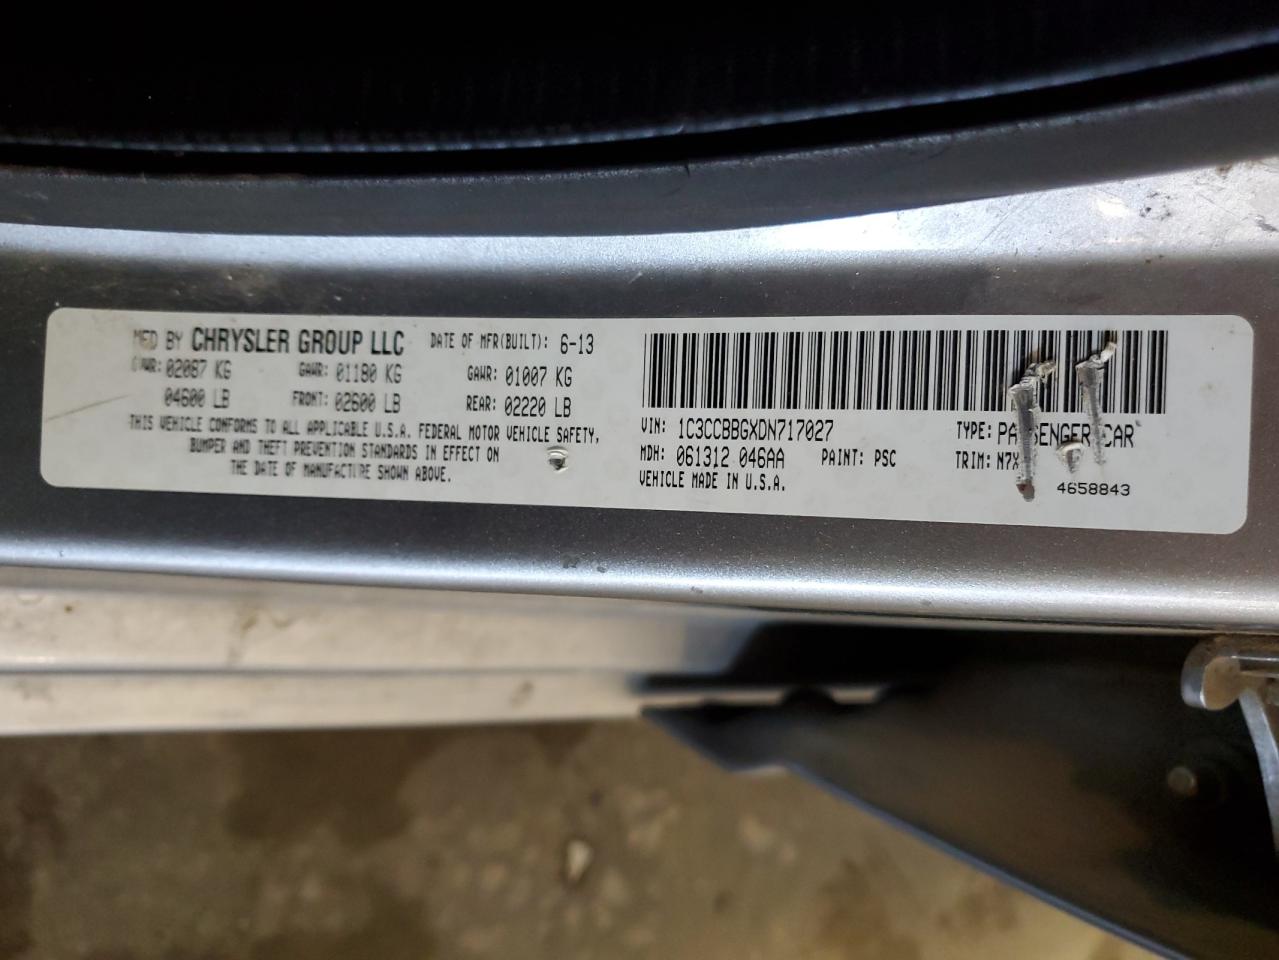 MFD BY CHRYSLER GROUP LLC DATE OF MFR(BUILT): 6-13
GVWR: 02087 KG GAWR: 01180 KG GAWR: 01007 KG
04600 LB FRONT: 02600 LB REAR: 02220 LB
THIS VEHICLE CONFORMS TO ALL APPLICABLE U.S.A. FEDERAL MOTOR VEHICLE SAFETY,
BUMPER AND THEFT PREVENTION STANDARDS IN EFFECT ON
THE DATE OF MANUFACTURE SHOWN ABOVE.
VIN: 1C3CCBBGXDN717027 TYPE: PASSENGER CAR
MDH: 061312 046AA PAINT: PSC TRIM:
VEHICLE MADE IN U.S.A. 4658843